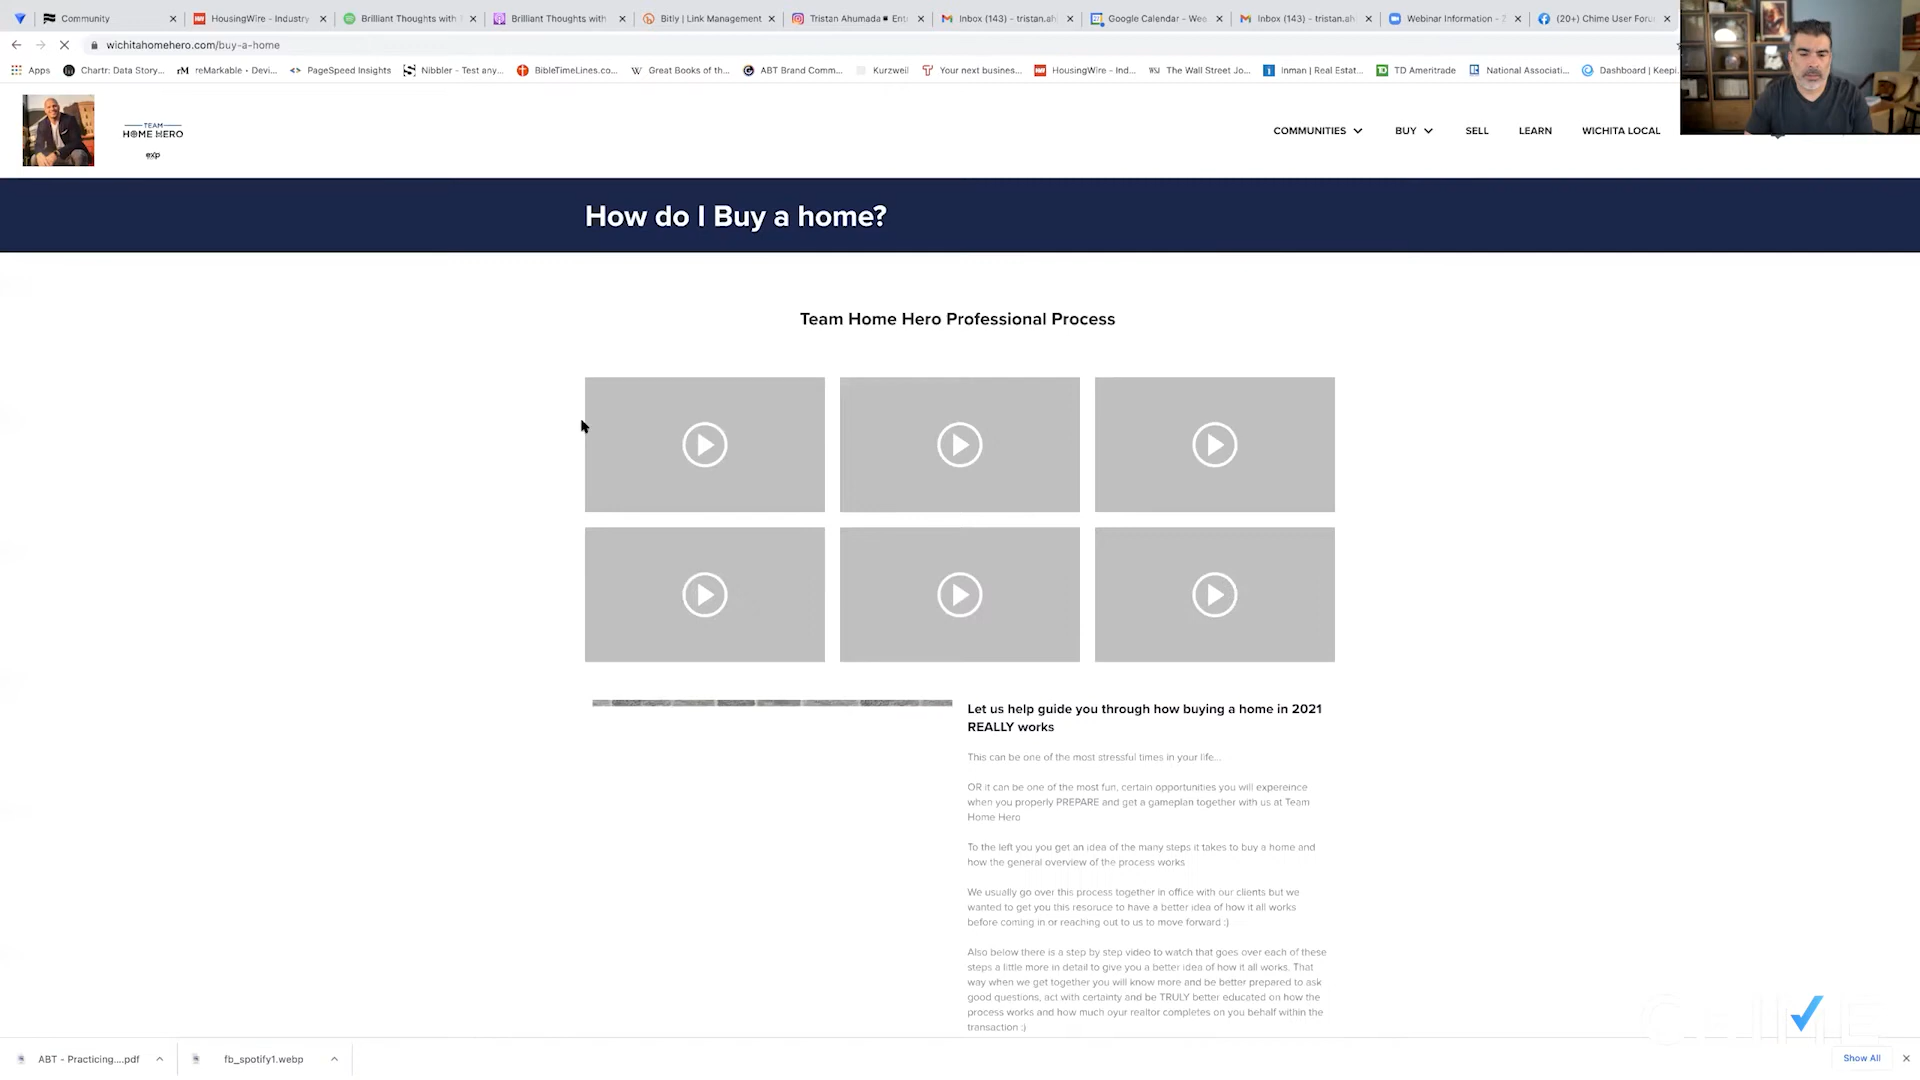 Community
HousingWire - Industry
Brilliant Thoughts with
Brilliant Thoughts with
Bitly | Link Management
Tristan Ahumada ■ Ent
Inbox (143) - tristan.ah
Google Calendar - Wee
Inbox (143) - tristan.ah
Webinar Information - Z
(20+) Chime User Foru
wichitahomehero.com/buy-a-home
Apps
Chartr: Data Story...
reMarkable • Devi...
PageSpeed Insights
Nibbler - Test any...
BibleTimeLines.co...
Great Books of th...
ABT Brand Comm...
Kurzweil
Your next busines...
HousingWire - Ind...
The Wall Street Jo...
Inman | Real Estat...
TD Ameritrade
National Associati...
Dashboard | Keepi...
TEAM
HOME HERO
exp
COMMUNITIES
BUY
SELL
LEARN
WICHITA LOCAL
How do I Buy a home?
Team Home Hero Professional Process
Let us help guide you through how buying a home in 2021
REALLY works
This can be one of the most stressful times in your life...
OR it can be one of the most fun, certain opportunities you will expereince
when you properly PREPARE and get a gameplan together with us at Team
Home Hero
To the left you you get an idea of the many steps it takes to buy a home and
how the general overview of the process works
We usually go over this process together in office with our clients but we
wanted to get you this resoruce to have a better idea of how it all works
before coming in or reaching out to us to move forward :)
Also below there is a step by step video to watch that goes over each of these
steps a little more in detail to give you a better idea of how it all works. That
way when we get together you will know more and be better prepared to ask
good questions, act with certainty and be TRULY better educated on how the
process works and how much oyur realtor completes on you behalf within the
transaction :)
ABT - Practicing....pdf
fb_spotify1.webp
Show All